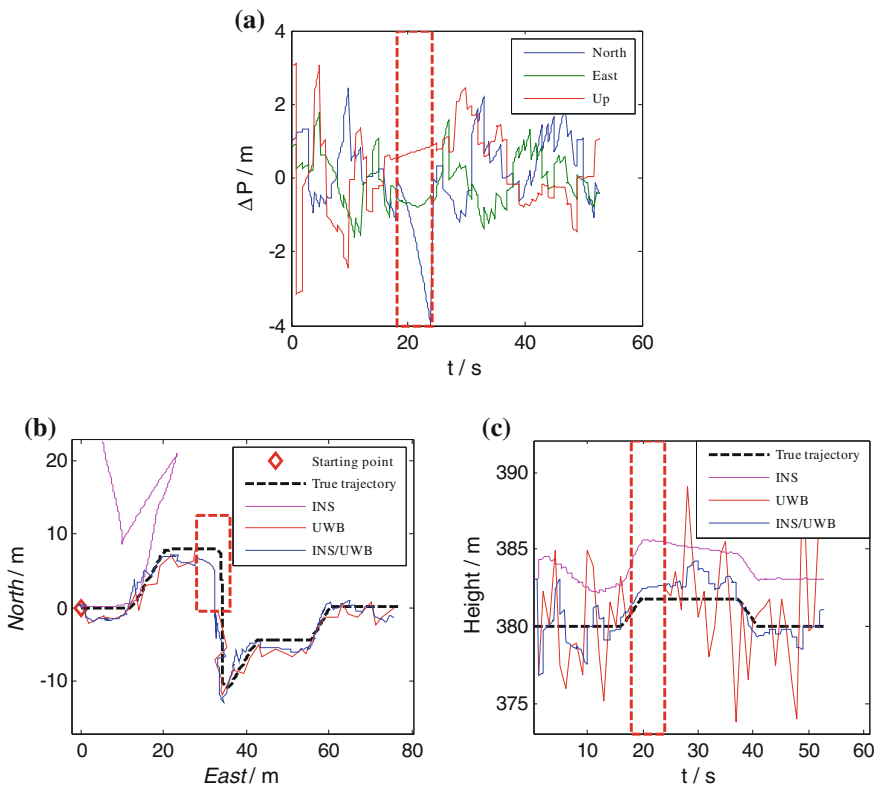 (a)
4
2
0
-2
-4
ΔP / m
North
East
Up
0
20
40
60
t / s
(b)
20
10
0
-10
North / m
Starting point
True trajectory
INS
UWB
INS/UWB
0
20
40
60
80
East / m
(c)
390
385
380
375
Height / m
True trajectory
INS
UWB
INS/UWB
10
20
30
40
50
t / s